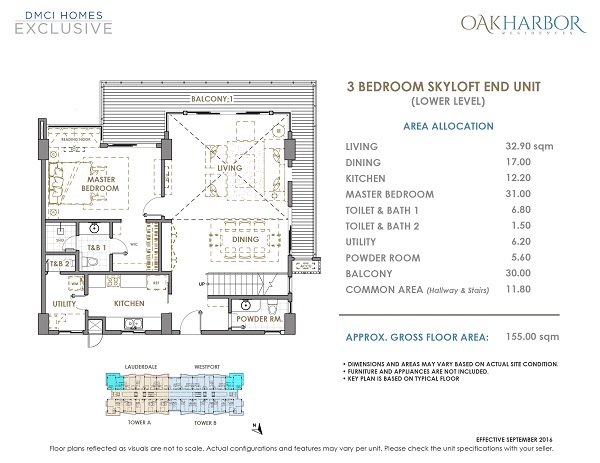 DMCI HOMES
EXCLUSIVE
OAKHARBOR
RESIDENCES
3 BEDROOM SKYLOFT END UNIT
(LOWER LEVEL)
AREA ALLOCATION
LIVING 32.90 sqm
DINING 17.00
KITCHEN 12.20
MASTER BEDROOM 31.00
TOILET & BATH 1 6.80
TOILET & BATH 2 1.50
UTILITY 6.20
POWDER ROOM 5.60
BALCONY 30.00
COMMON AREA (Hallway & Stairs) 11.80
APPROX. GROSS FLOOR AREA: 155.00 sqm
• DIMENSIONS AND AREAS MAY VARY BASED ON ACTUAL SITE CONDITION.
• FURNITURE AND APPLIANCES ARE NOT INCLUDED.
• KEY PLAN IS BASED ON TYPICAL FLOOR
BALCONY 1
READING NOOK
MASTER
BEDROOM
LIVING
DINING
T&B 1
WIC
T&B 2
UP
UTILITY
KITCHEN
REF
POWDER RM.
LAUDERDALE
WESTPORT
TOWER A
TOWER B
N
EFFECTIVE SEPTEMBER 2016
Floor plans reflected as visuals are not to scale. Actual configurations and features may vary per unit. Please check the unit specifications with your seller.